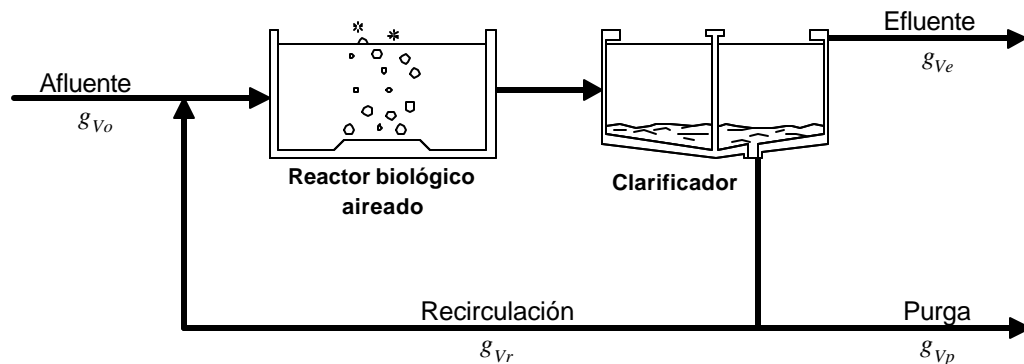 Efluente
g_Ve
Afluente
g_Vo
Reactor biológico
aireado
Clarificador
Recirculación
g_Vr
Purga
g_Vp